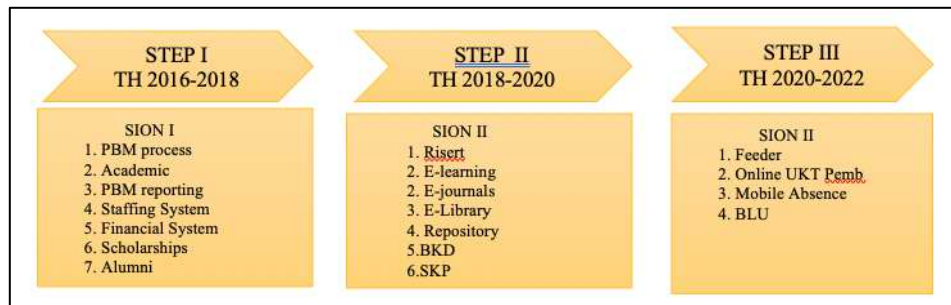 STEP I
TH 2016-2018
SION I
1. PBM process
2. Academic
3. PBM reporting
4. Staffing System
5. Financial System
6. Scholarships
7. Alumni
STEP II
TH 2018-2020
SION II
1. Risert
2. E-learning
2. E-journals
3. E-Library
4. Repository
5.BKD
6.SKP
STEP III
TH 2020-2022
SION II
1. Feeder
2. Online UKT Pemb
3. Mobile Absence
4. BLU